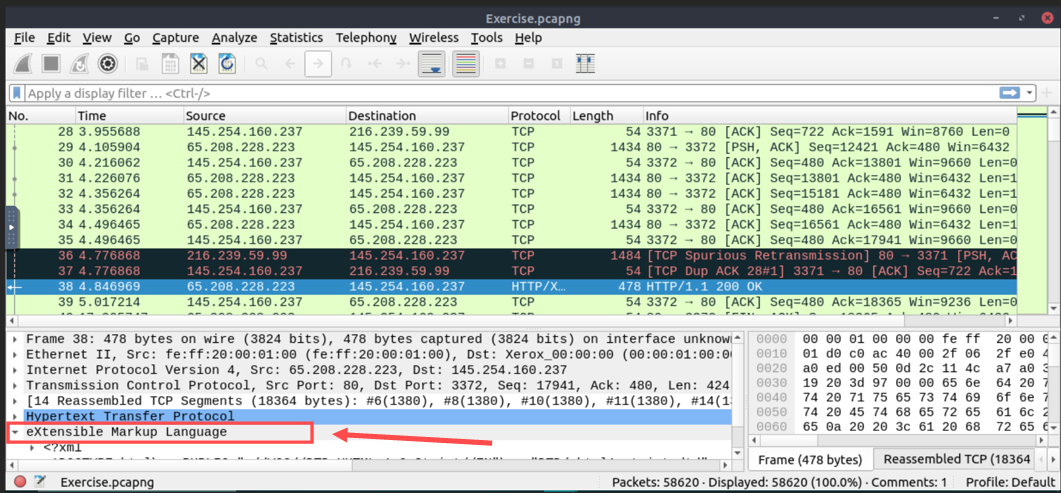 Exercise.pcapng
File Edit View Go Capture Analyze Statistics Telephony Wireless Tools Help
Apply a display filter … <Ctrl-/>
No. Time Source Destination Protocol Length Info
28 3.955688 145.254.160.237 216.239.59.99 TCP 54 3371 → 80 [ACK] Seq=722 Ack=1591 Win=8760 Len=0
29 4.105904 65.208.228.223 145.254.160.237 TCP 1434 80 → 3372 [PSH, ACK] Seq=12421 Ack=480 Win=6432
30 4.216062 145.254.160.237 65.208.228.223 TCP 54 3372 → 80 [ACK] Seq=480 Ack=13801 Win=9660 Len=0
31 4.226076 65.208.228.223 145.254.160.237 TCP 1434 80 → 3372 [ACK] Seq=13801 Ack=480 Win=6432 Len=1
32 4.356264 65.208.228.223 145.254.160.237 TCP 1434 80 → 3372 [ACK] Seq=15181 Ack=480 Win=6432 Len=1
33 4.356264 145.254.160.237 65.208.228.223 TCP 54 3372 → 80 [ACK] Seq=480 Ack=16561 Win=9660 Len=0
34 4.496465 65.208.228.223 145.254.160.237 TCP 1434 80 → 3372 [ACK] Seq=16561 Ack=480 Win=6432 Len=1
35 4.496465 145.254.160.237 65.208.228.223 TCP 54 3372 → 80 [ACK] Seq=480 Ack=17941 Win=9660 Len=0
36 4.776868 216.239.59.99 145.254.160.237 TCP 1484 [TCP Spurious Retransmission] 80 → 3371 [PSH, AC
37 4.776868 145.254.160.237 216.239.59.99 TCP 54 [TCP Dup ACK 28#1] 3371 → 80 [ACK] Seq=722 Ack=1
38 4.846969 65.208.228.223 145.254.160.237 HTTP/X… 478 HTTP/1.1 200 OK
39 5.017214 145.254.160.237 65.208.228.223 TCP 54 3372 → 80 [ACK] Seq=480 Ack=18365 Win=9236 Len=0
Frame 38: 478 bytes on wire (3824 bits), 478 bytes captured (3824 bits) on interface unknow
Ethernet II, Src: fe:ff:20:00:01:00 (fe:ff:20:00:01:00), Dst: Xerox_00:00:00 (00:00:01:00:00
Internet Protocol Version 4, Src: 65.208.228.223, Dst: 145.254.160.237
Transmission Control Protocol, Src Port: 80, Dst Port: 3372, Seq: 17941, Ack: 480, Len: 424
[14 Reassembled TCP Segments (18364 bytes): #6(1380), #8(1380), #10(1380), #11(1380), #14(1
Hypertext Transfer Protocol
eXtensible Markup Language
<?xml
0000 00 00 01 00 00 00 fe ff 20 00 0
0010 01 d0 c0 ac 40 00 2f 06 2f e0 4
0020 a0 ed 00 50 0d 2c 11 4c a7 a0 3
0030 19 20 3d 97 00 00 65 6e 64 20 7
0040 74 20 71 75 65 73 74 69 6f 6e 7
0050 74 20 45 74 68 65 72 65 61 6c 2
0060 65 0a 20 20 3c 61 20 68 72 65 6
Frame (478 bytes) Reassembled TCP (18364
Exercise.pcapng Packets: 58620 · Displayed: 58620 (100.0%) · Comments: 1 Profile: Default